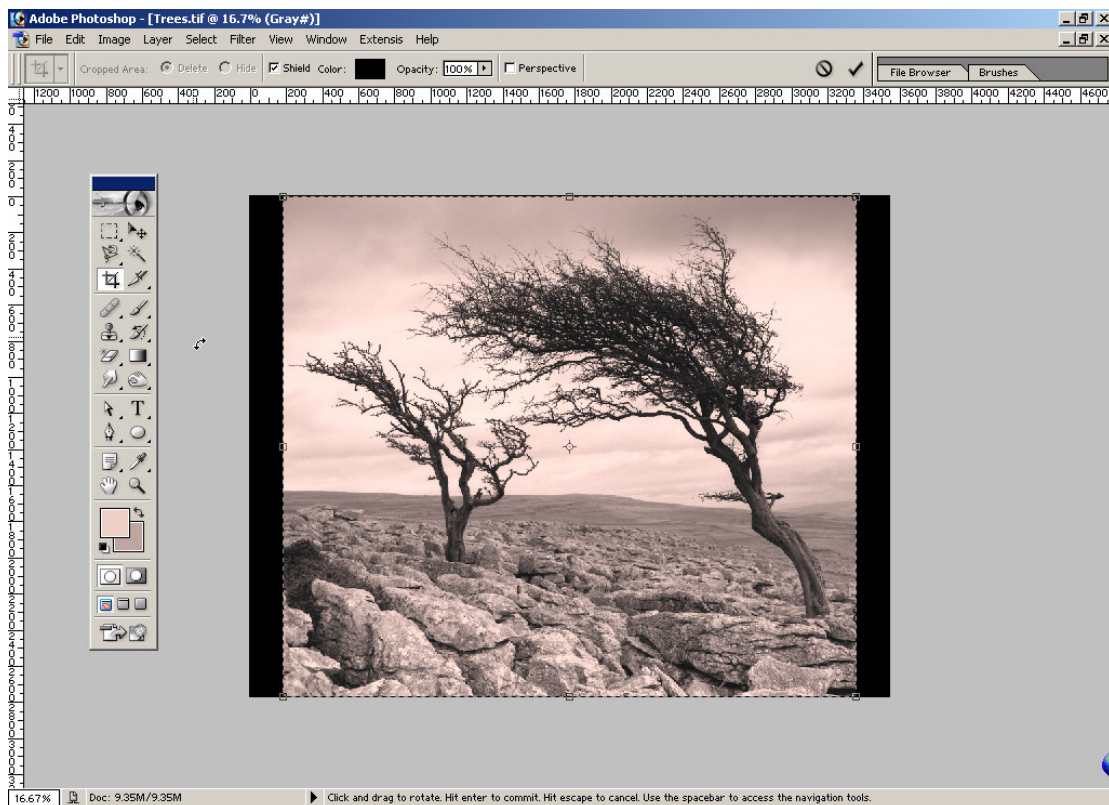 Adobe Photoshop - [Trees.tif @ 16.7% (Gray#)]
File Edit Image Layer Select Filter View Window Extensis Help
Cropped Area: Delete Hide Shield Color: Opacity: 100% Perspective File Browser Brushes
1200 1000 800 600 400 200 0 200 400 600 800 1000 1200 1400 1600 1800 2000 2200 2400 2600 2800 3000 3200 3400 3600 3800 4000 4200 4400 4600
T
16.67% Doc: 9.35M/9.35M Click and drag to rotate. Hit enter to commit. Hit escape to cancel. Use the spacebar to access the navigation tools.